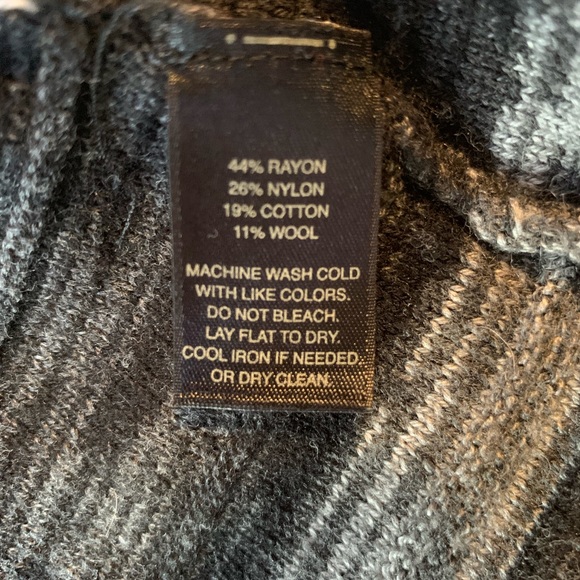 44% RAYON
26% NYLON
19% COTTON
11% WOOL
MACHINE WASH COLD
WITH LIKE COLORS.
DO NOT BLEACH.
LAY FLAT TO DRY.
COOL IRON IF NEEDED.
OR DRY CLEAN.